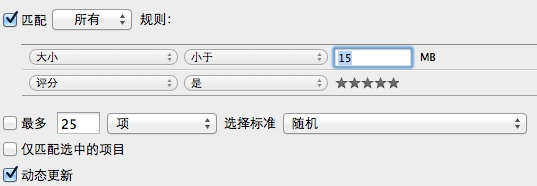 匹配 所有 规则：
大小 小于 15 MB
评分 是 ★★★★★
最多 25 项 选择标准 随机
仅匹配选中的项目
动态更新